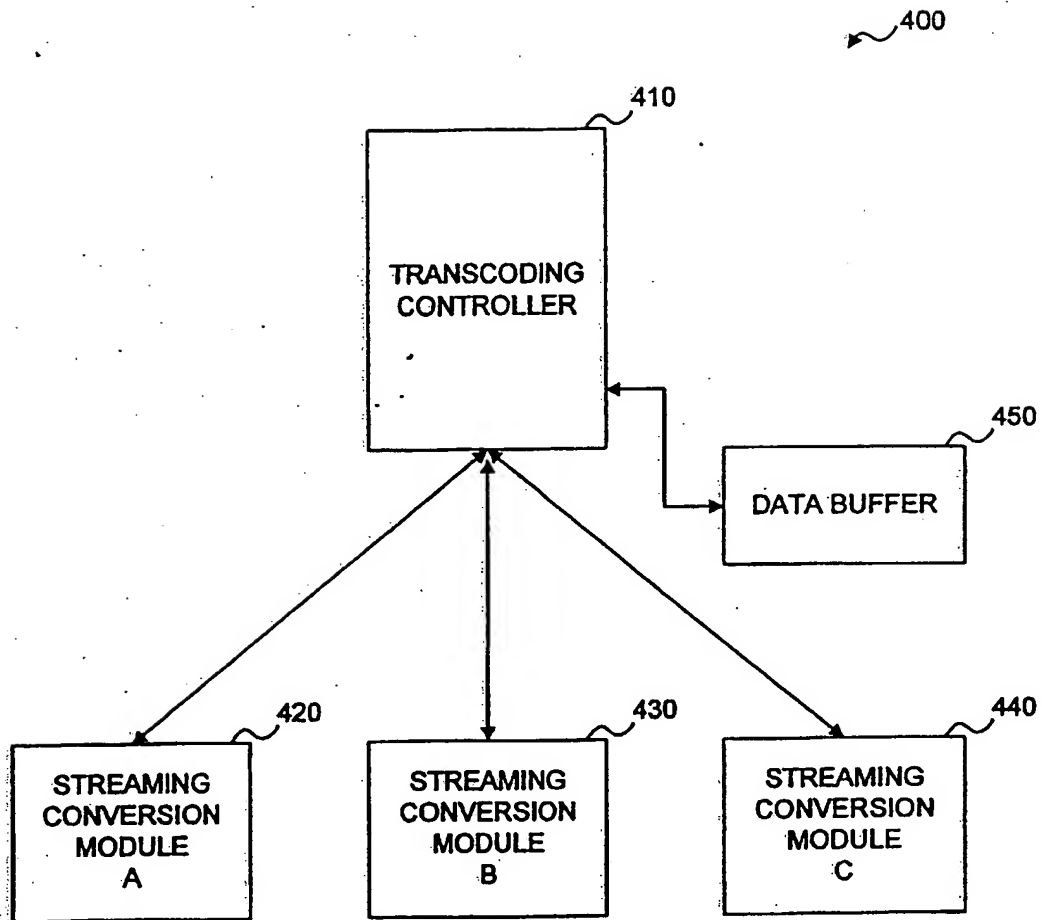 400
410
TRANSCODING
CONTROLLER
450
DATA BUFFER
420
STREAMING
CONVERSION
MODULE
A
430
STREAMING
CONVERSION
MODULE
B
440
STREAMING
CONVERSION
MODULE
C